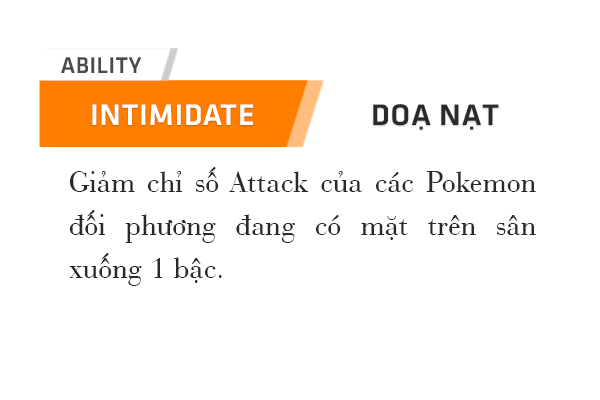 ABILITY
INTIMIDATE
DOẠ NẠT
Giảm chỉ số Attack của các Pokemon
đối phương đang có mặt trên sân
xuống 1 bậc.